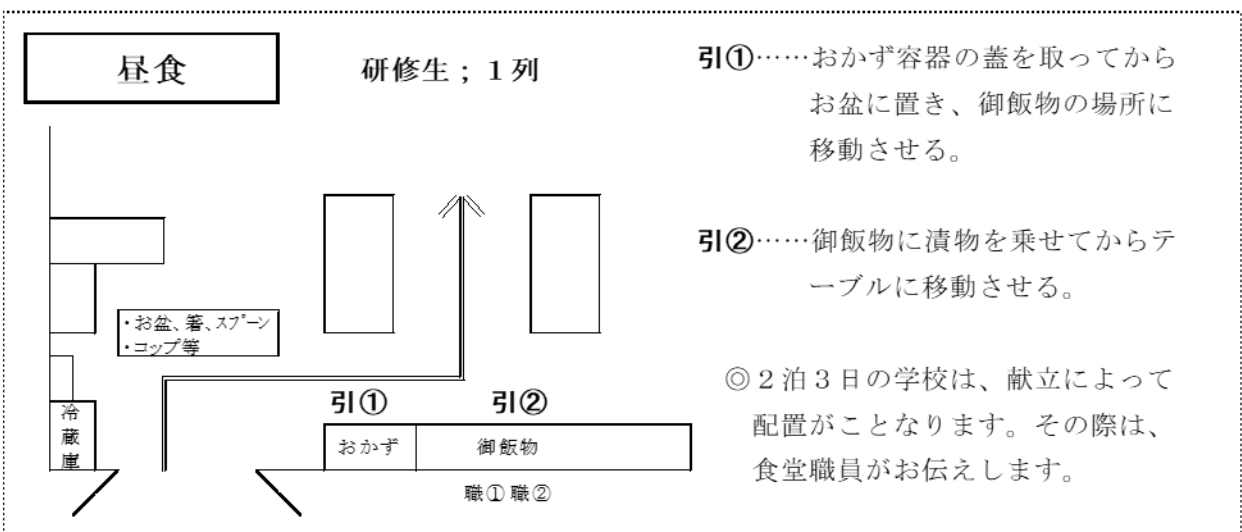 昼食
研修生；１列
引①……おかず容器の蓋を取ってから
お盆に置き、御飯物の場所に
移動させる。
引②……御飯物に漬物を乗せてからテ
ーブルに移動させる。
◎２泊３日の学校は、献立によって
配置がことなります。その際は、
食堂職員がお伝えします。
・お盆、箸、スプーン
・コップ等
冷蔵庫
引①
引②
おかず
御飯物
職①職②